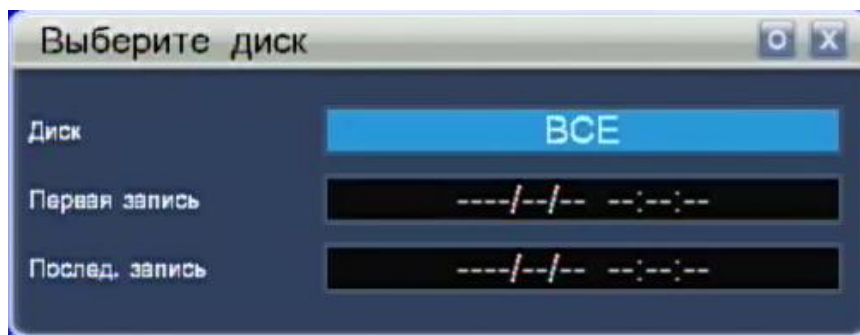 Выберите диск O X
Диск ВСЕ
Первая запись ----/--/-- --:--:--
Послед. запись ----/--/-- --:--:--